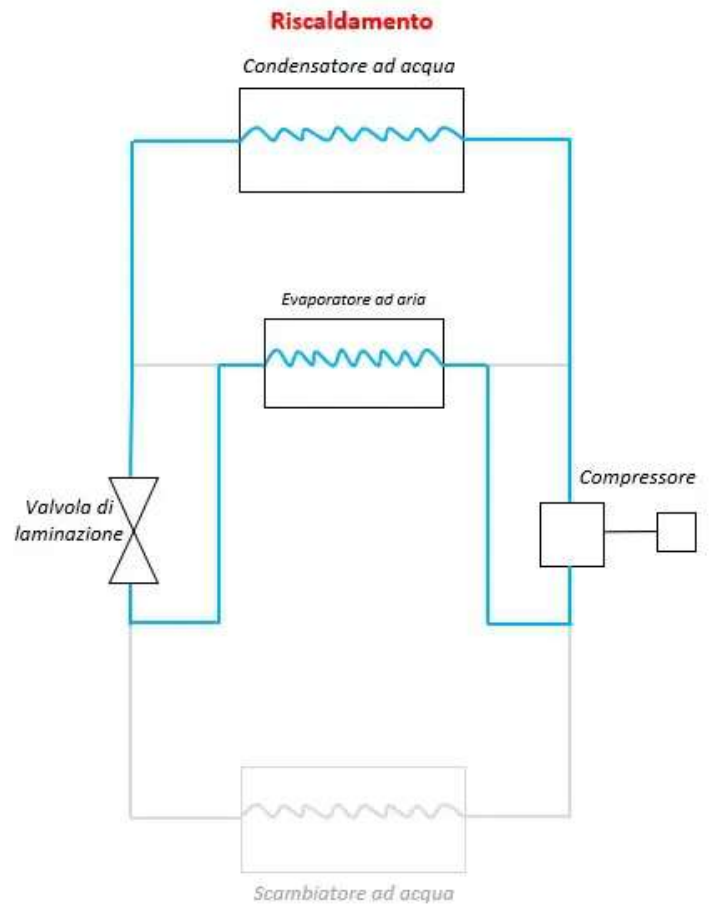 Riscaldamento
Condensatore ad acqua
Evaporatore ad aria
Compressore
Valvola di
laminazione
Scambiatore ad acqua